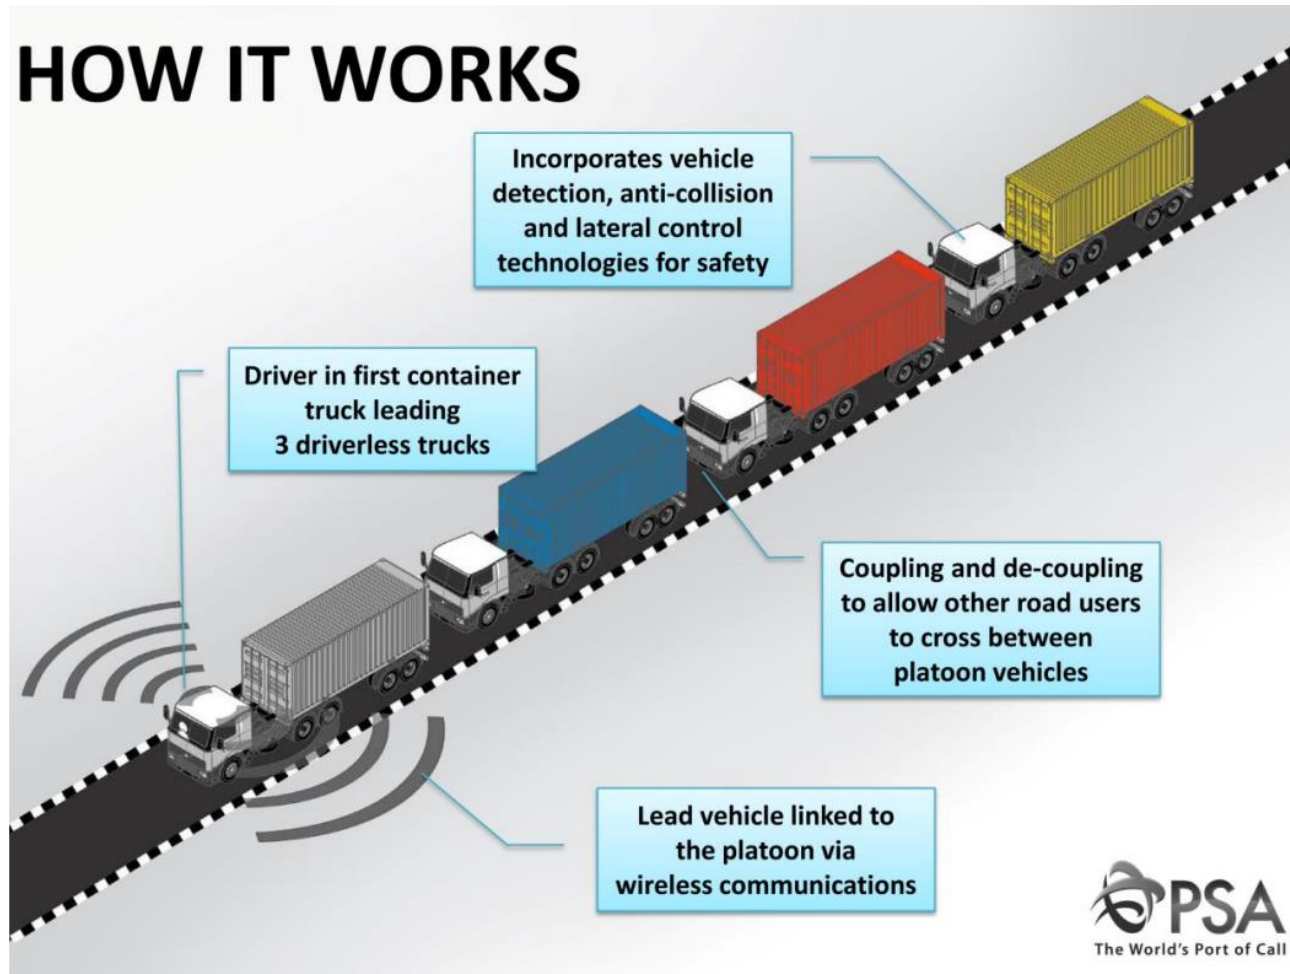 HOW IT WORKS
Incorporates vehicle
detection, anti-collision
and lateral control
technologies for safety
Driver in first container
truck leading
3 driverless trucks
Coupling and de-coupling
to allow other road users
to cross between
platoon vehicles
Lead vehicle linked to
the platoon via
wireless communications
PSA
The World's Port of Call